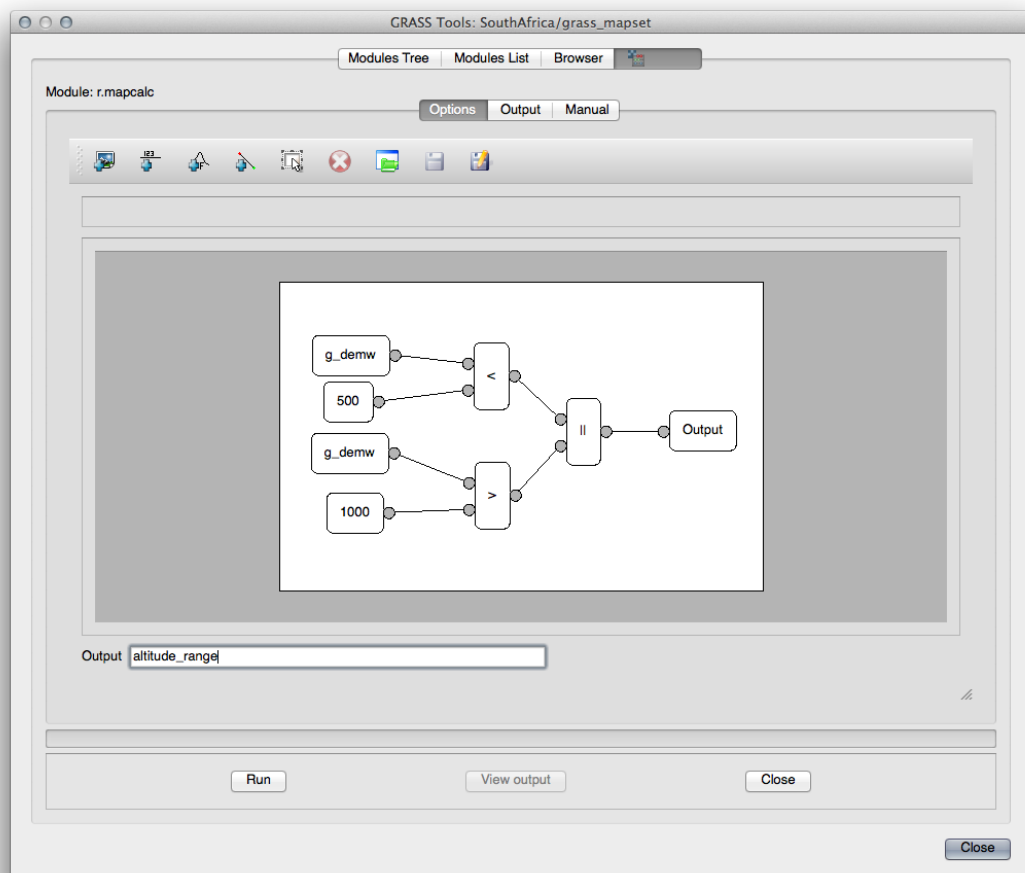 GRASS Tools: SouthAfrica/grass_mapset
Modules Tree Modules List Browser
Module: r.mapcalc
Options Output Manual
123
F
g_demw
<
500
||
Output
g_demw
>
1000
Output altitude_range
Run View output Close
Close